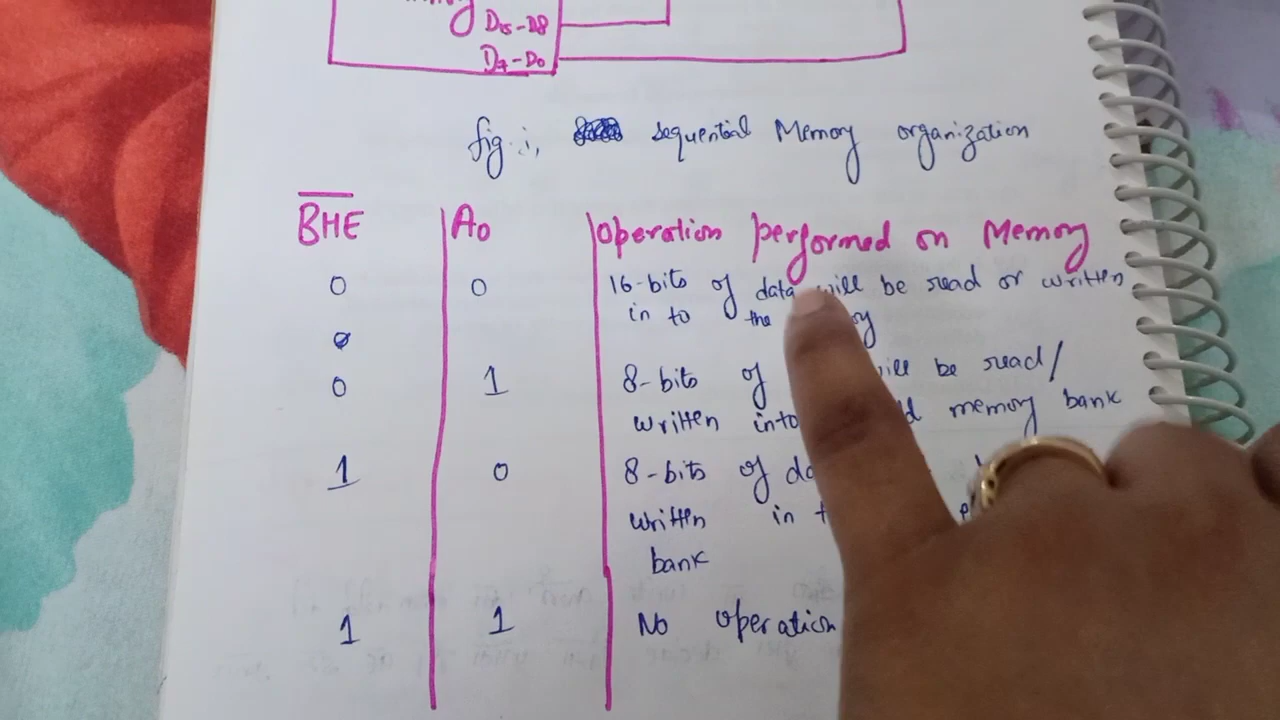 D15-D8
D7-D0
fig:i, sequential Memory organization
BHE A0 Operation performed on Memory
0 0 16-bits of data will be read or written
in to the
0
0 1 8-bits of will be read/
written into memory bank
1 0 8-bits of
written in
bank
1 1 No operation